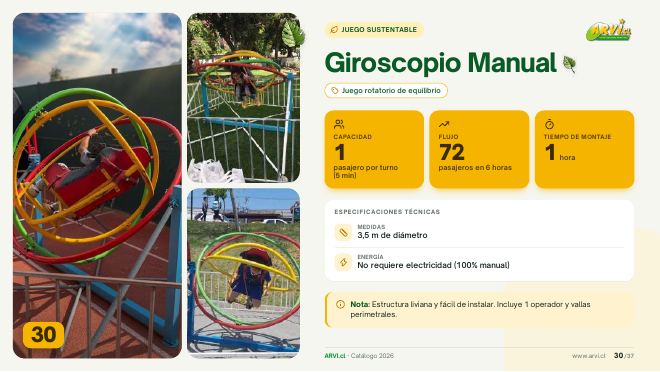 JUEGO SUSTENTABLE
ARVI.CL
Giroscopio Manual
Juego rotatorio de equilibrio
CAPACIDAD
1
pasajero por turno
(5 min)
FLUJO
72
pasajeros en 6 horas
TIEMPO DE MONTAJE
1 hora
ESPECIFICACIONES TÉCNICAS
MEDIDAS
3,5 m de diámetro
ENERGÍA
No requiere electricidad (100% manual)
Nota: Estructura liviana y fácil de instalar. Incluye 1 operador y vallas
perimetrales.
30
ARVI.cl · Catálogo 2026
www.arvi.cl 30/37